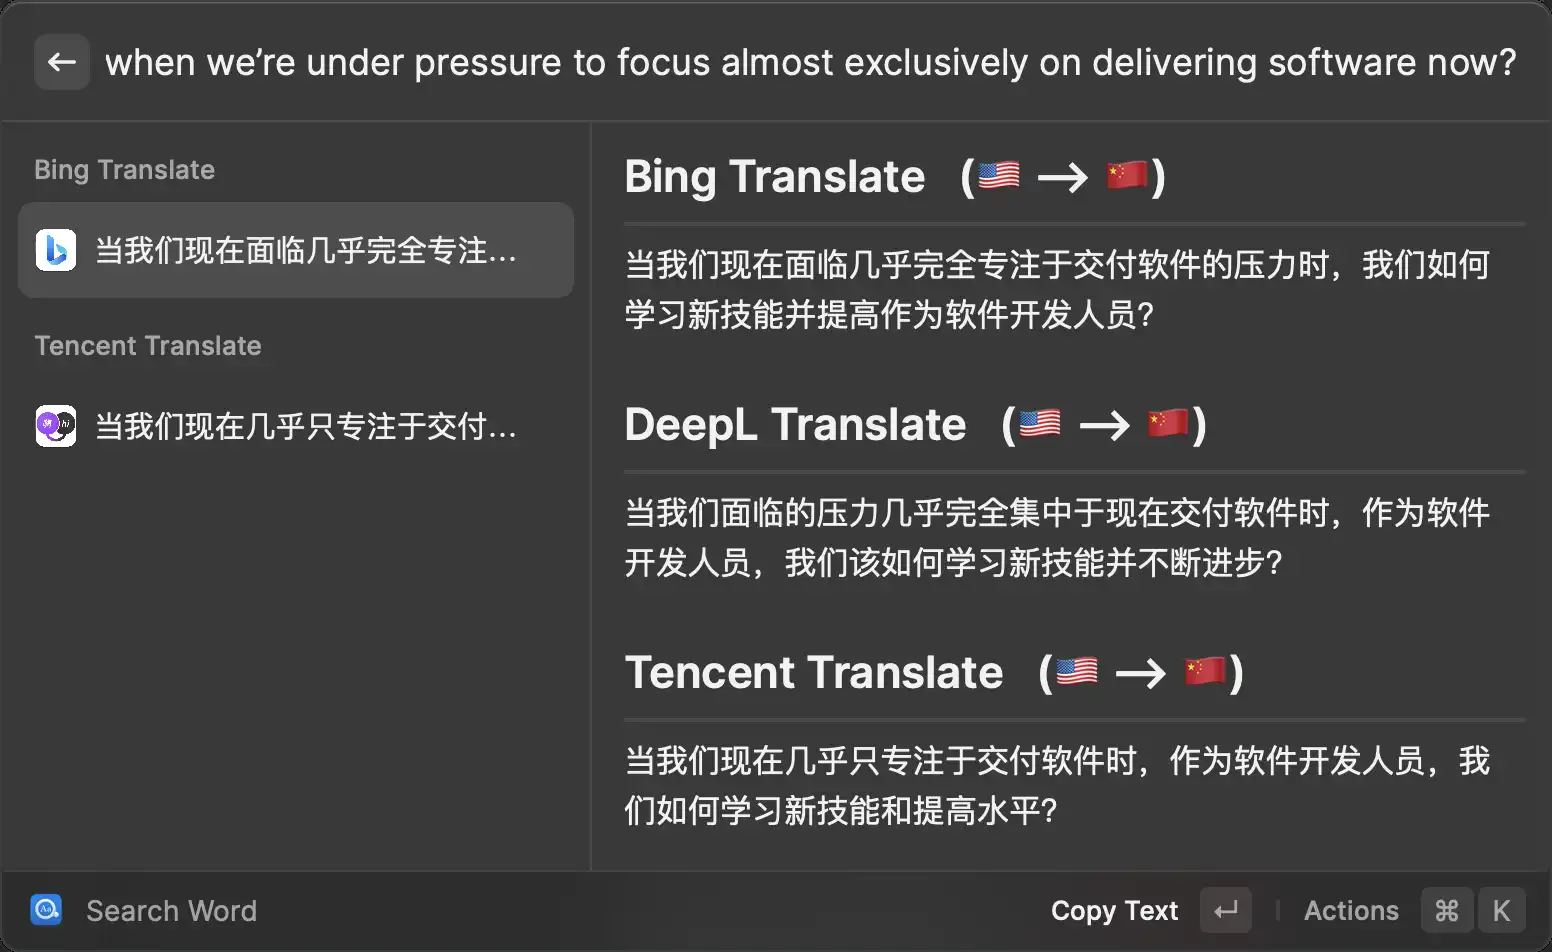 when we’re under pressure to focus almost exclusively on delivering software now?
Bing Translate
当我们现在面临几乎完全专注...
Tencent Translate
当我们现在几乎只专注于交付...
Bing Translate (🇺🇸 → 🇨🇳)
当我们现在面临几乎完全专注于交付软件的压力时，我们如何
学习新技能并提高作为软件开发人员?
DeepL Translate (🇺🇸 → 🇨🇳)
当我们面临的压力几乎完全集中于现在交付软件时，作为软件
开发人员，我们该如何学习新技能并不断进步?
Tencent Translate (🇺🇸 → 🇨🇳)
当我们现在几乎只专注于交付软件时，作为软件开发人员，我
们如何学习新技能和提高水平?
Search Word
Copy Text ↵ | Actions ⌘ K